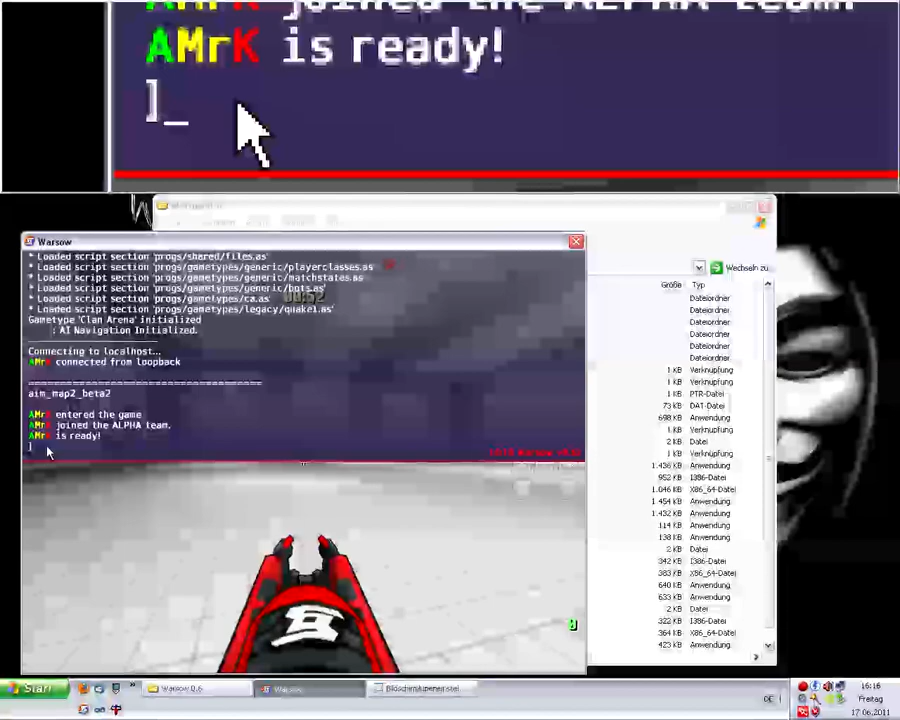 joined the ALPHA team.
AMrK is ready!
]_
Warsow
* Loaded script section 'progs/shared/files.as'
* Loaded script section 'progs/gametypes/generic/playerclasses.as'
* Loaded script section 'progs/gametypes/generic/matchstates.as'
* Loaded script section 'progs/gametypes/generic/bots.as'
* Loaded script section 'progs/gametypes/ca.as'
00:52
* Loaded script section 'progs/gametypes/legacy/quake1.as'
Gametype 'Clan Arena' initialized
: AI Navigation Initialized.
Connecting to localhost...
AMrK connected from loopback
====================================
aim_map2_beta2
AMrK entered the game
AMrK joined the ALPHA team.
AMrK is ready!
]
Wechseln zu
Größe Typ
Dateiordner
Dateiordner
Dateiordner
Dateiordner
Dateiordner
Dateiordner
1 KB Verknüpfung
1 KB Verknüpfung
1 KB PTR-Datei
73 KB DAT-Datei
698 KB Anwendung
1 KB Verknüpfung
2 KB Datei
1 KB Verknüpfung
1.436 KB Anwendung
952 KB I386-Datei
1.046 KB X86_64-Datei
1.454 KB Anwendung
1.432 KB Anwendung
114 KB Anwendung
138 KB Anwendung
2 KB Datei
342 KB I386-Datei
383 KB X86_64-Datei
640 KB Anwendung
633 KB Anwendung
2 KB Datei
322 KB I386-Datei
364 KB X86_64-Datei
423 KB Anwendung
Start
Warsow 0.6
Warsow
DE
16:16
Freitag
17.06.2011